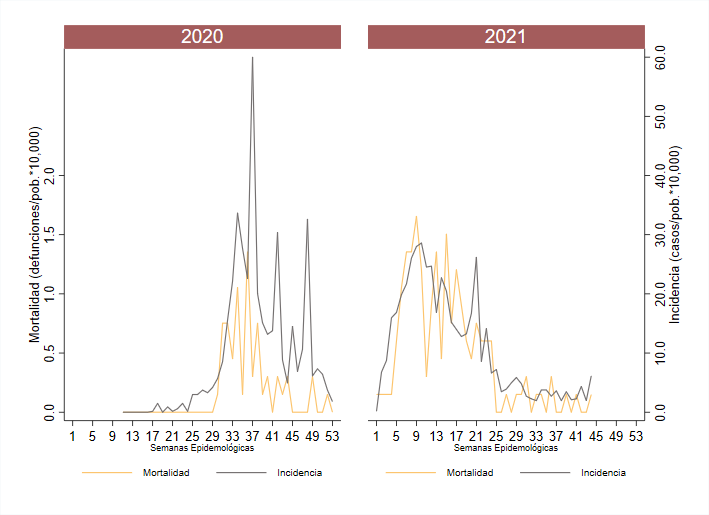 2020
2021
Mortalidad (defunciones/pob.*10,000)
2.0
1.5
1.0
0.5
0.0
60.0
50.0
40.0
30.0
20.0
10.0
0.0
Incidencia (casos/pob.*10,000)
1 5 9 13 17 21 25 29 33 37 41 45 49 53
1 5 9 13 17 21 25 29 33 37 41 45 49 53
Semanas Epidemológicas
Semanas Epidemológicas
Mortalidad Incidencia
Mortalidad Incidencia